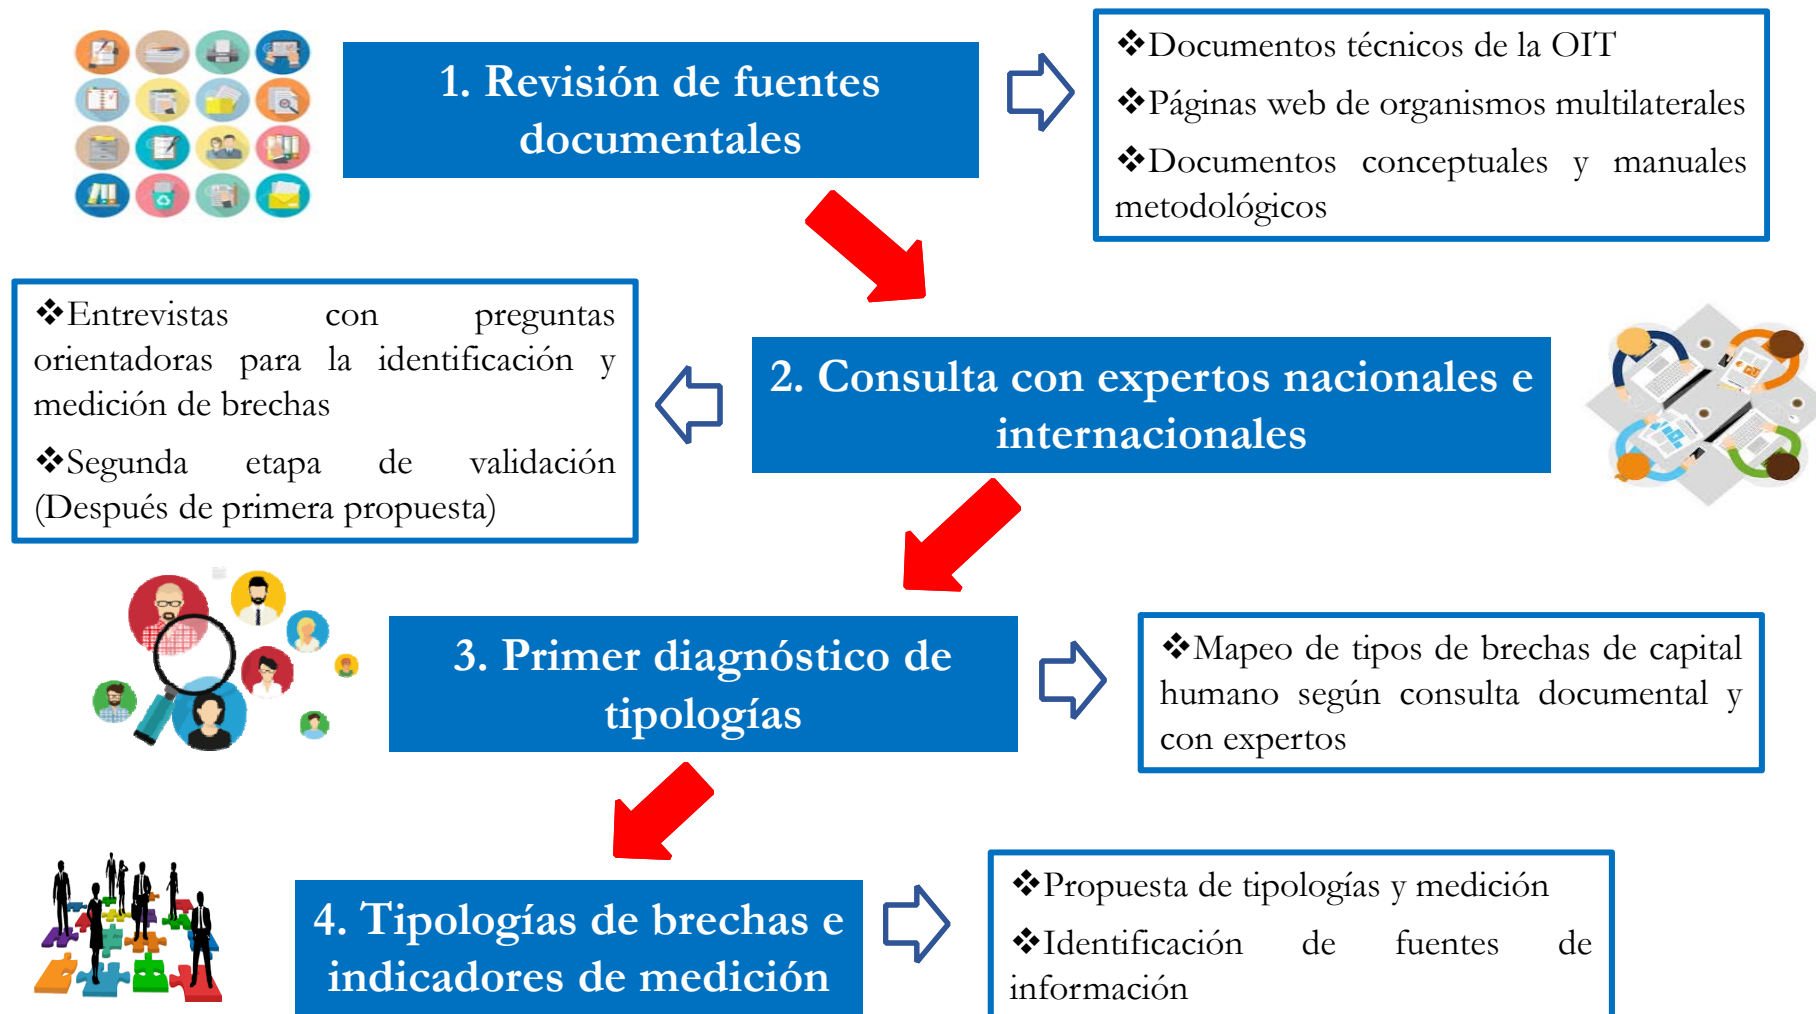 1. Revisión de fuentes
documentales
❖Documentos técnicos de la OIT
❖Páginas web de organismos multilaterales
❖Documentos conceptuales y manuales
metodológicos
❖Entrevistas con preguntas
orientadoras para la identificación y
medición de brechas
❖Segunda etapa de validación
(Después de primera propuesta)
2. Consulta con expertos nacionales e
internacionales
3. Primer diagnóstico de
tipologías
❖Mapeo de tipos de brechas de capital
humano según consulta documental y
con expertos
4. Tipologías de brechas e
indicadores de medición
❖Propuesta de tipologías y medición
❖Identificación de fuentes de
información